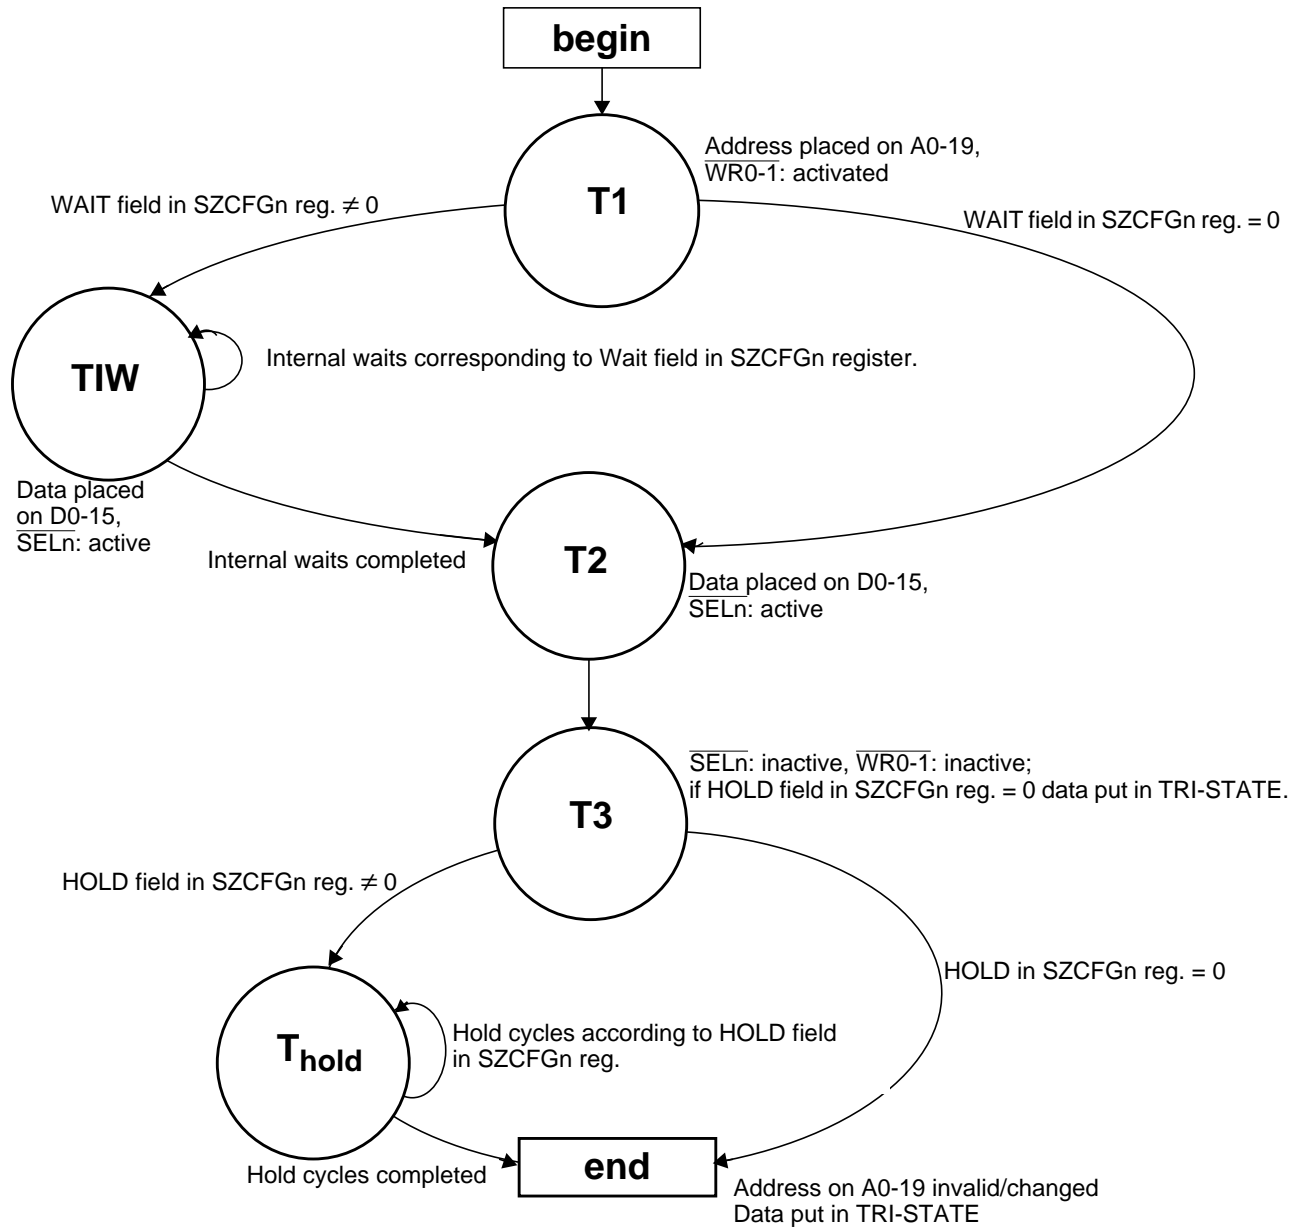 begin
Address placed on A0-19,
WR0-1: activated
T1
WAIT field in SZCFGn reg. ≠ 0
WAIT field in SZCFGn reg. = 0
Internal waits corresponding to Wait field in SZCFGn register.
TIW
Data placed
on D0-15,
SELn: active
Internal waits completed
T2
Data placed on D0-15,
SELn: active
SELn: inactive, WR0-1: inactive;
if HOLD field in SZCFGn reg. = 0 data put in TRI-STATE.
T3
HOLD field in SZCFGn reg. ≠ 0
HOLD in SZCFGn reg. = 0
Hold cycles according to HOLD field
in SZCFGn reg.
Thold
Hold cycles completed
end
Address on A0-19 invalid/changed
Data put in TRI-STATE